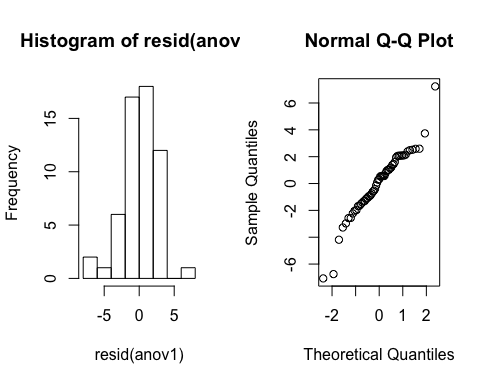 Histogram of resid(anov
Frequency
15
10
5
0
-5
0
5
resid(anov1)
Normal Q-Q Plot
Sample Quantiles
6
4
2
0
-2
-6
-2
0
1
2
Theoretical Quantiles